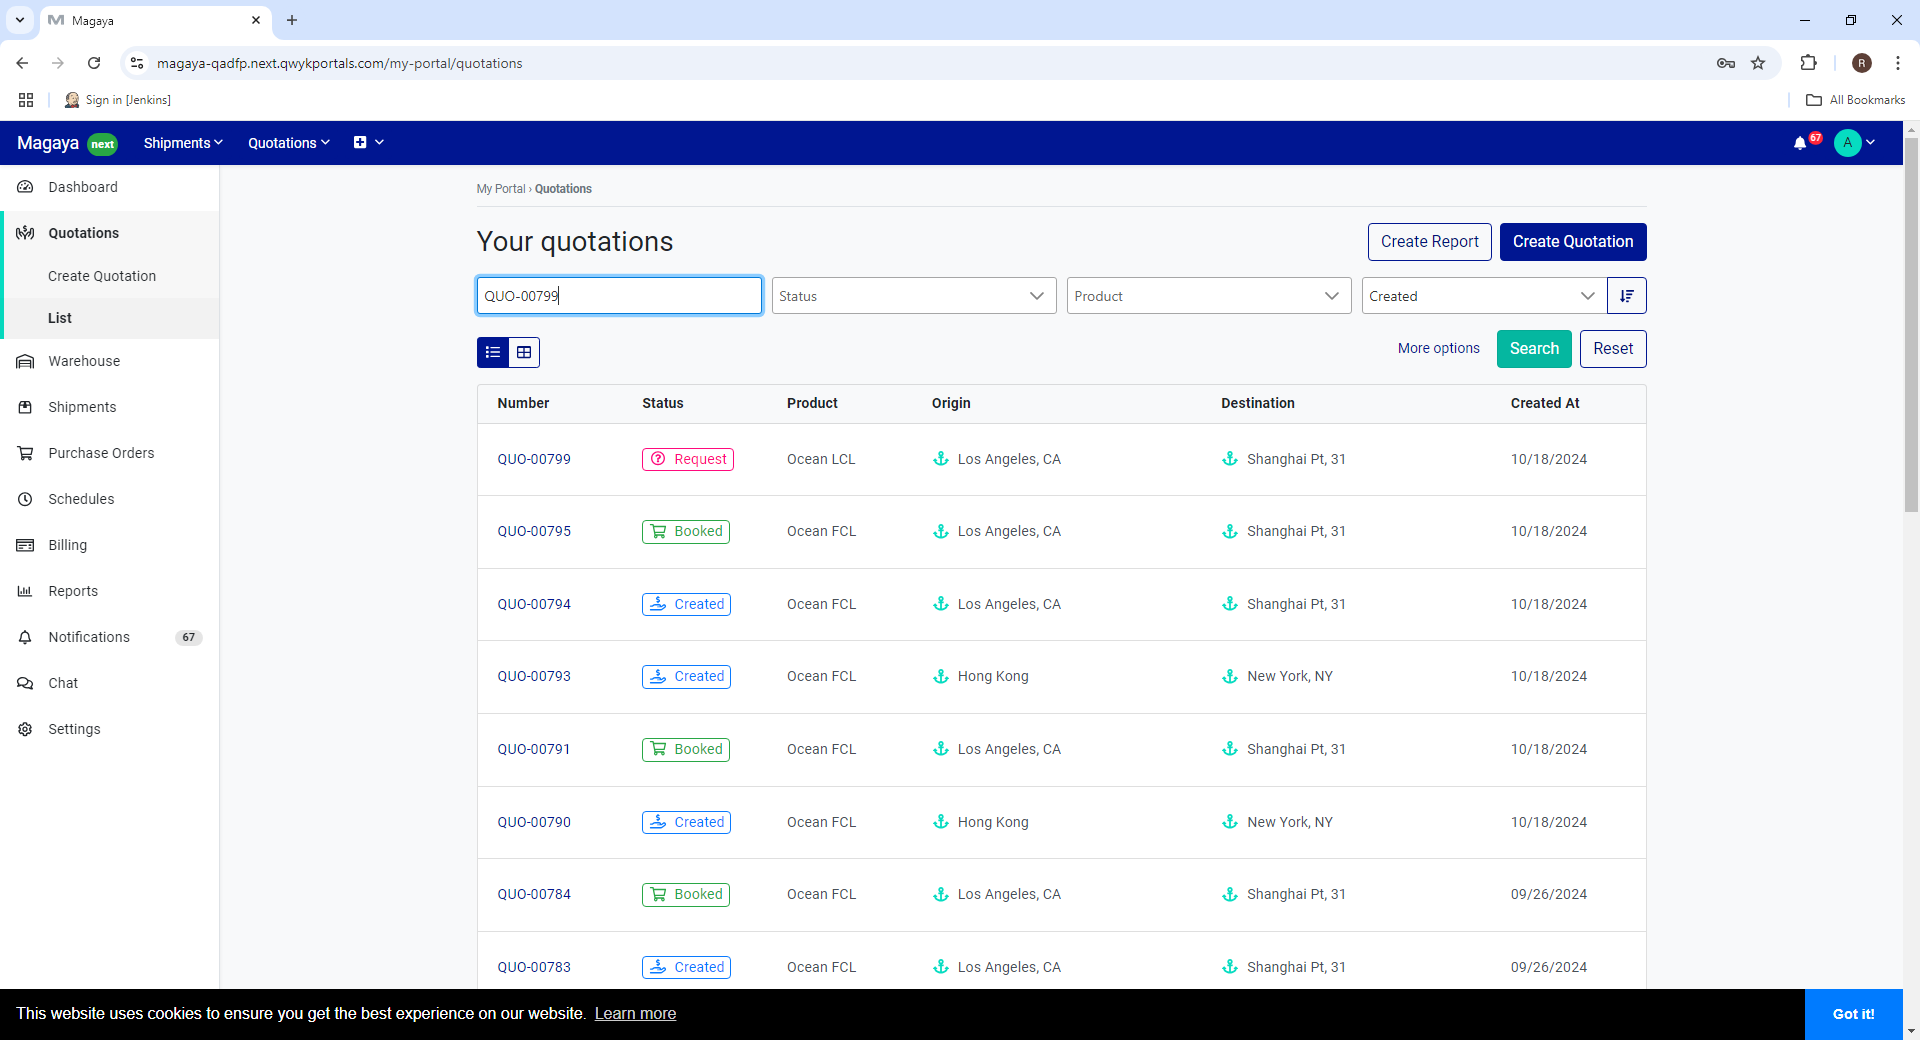 Magaya
magaya-qadfp.next.qwykportals.com/my-portal/quotations
R
Sign in [Jenkins]
All Bookmarks
Magaya next Shipments Quotations
67
A
Dashboard
Quotations
Create Quotation
List
Warehouse
Shipments
Purchase Orders
Schedules
Billing
Reports
Notifications 67
Chat
Settings
My Portal › Quotations
Your quotations
Create Report Create Quotation
QUO-00799 Status Product Created
More options Search Reset
Number Status Product Origin Destination Created At
QUO-00799 Request Ocean LCL Los Angeles, CA Shanghai Pt, 31 10/18/2024
QUO-00795 Booked Ocean FCL Los Angeles, CA Shanghai Pt, 31 10/18/2024
QUO-00794 Created Ocean FCL Los Angeles, CA Shanghai Pt, 31 10/18/2024
QUO-00793 Created Ocean FCL Hong Kong New York, NY 10/18/2024
QUO-00791 Booked Ocean FCL Los Angeles, CA Shanghai Pt, 31 10/18/2024
QUO-00790 Created Ocean FCL Hong Kong New York, NY 10/18/2024
QUO-00784 Booked Ocean FCL Los Angeles, CA Shanghai Pt, 31 09/26/2024
QUO-00783 Created Ocean FCL Los Angeles, CA Shanghai Pt, 31 09/26/2024
This website uses cookies to ensure you get the best experience on our website. Learn more
Got it!